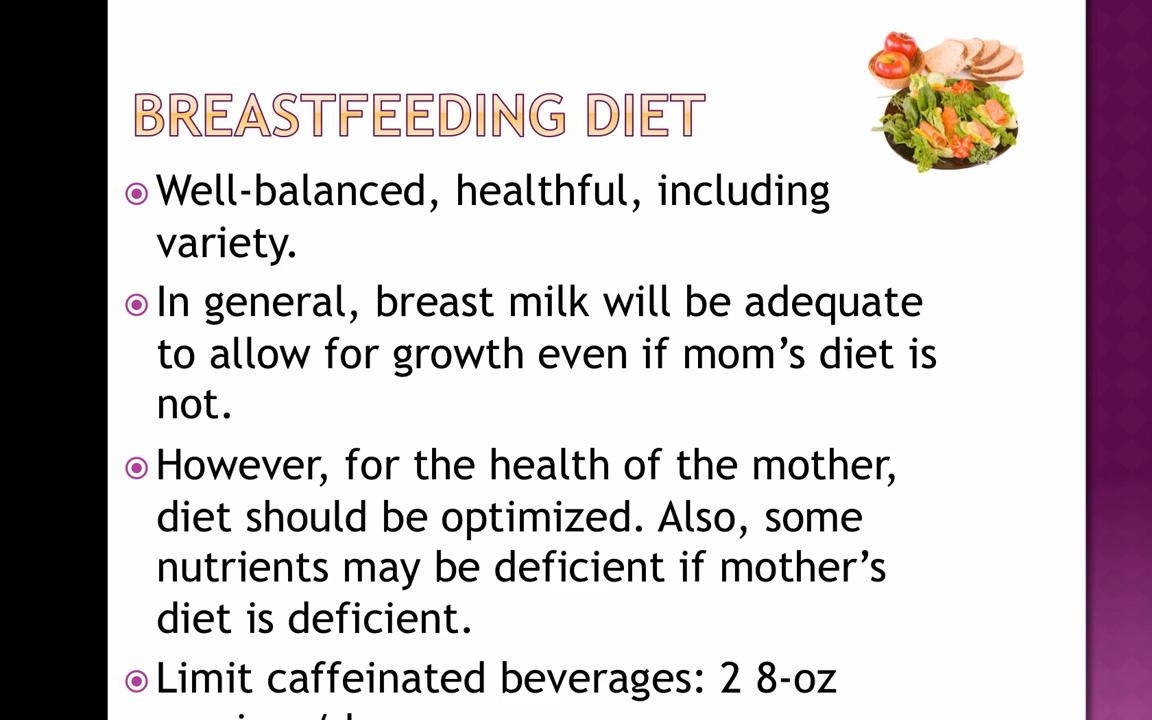 BREASTFEEDING DIET
Well-balanced, healthful, including
variety.
In general, breast milk will be adequate
to allow for growth even if mom's diet is
not.
However, for the health of the mother,
diet should be optimized. Also, some
nutrients may be deficient if mother's
diet is deficient.
Limit caffeinated beverages: 2 8-oz